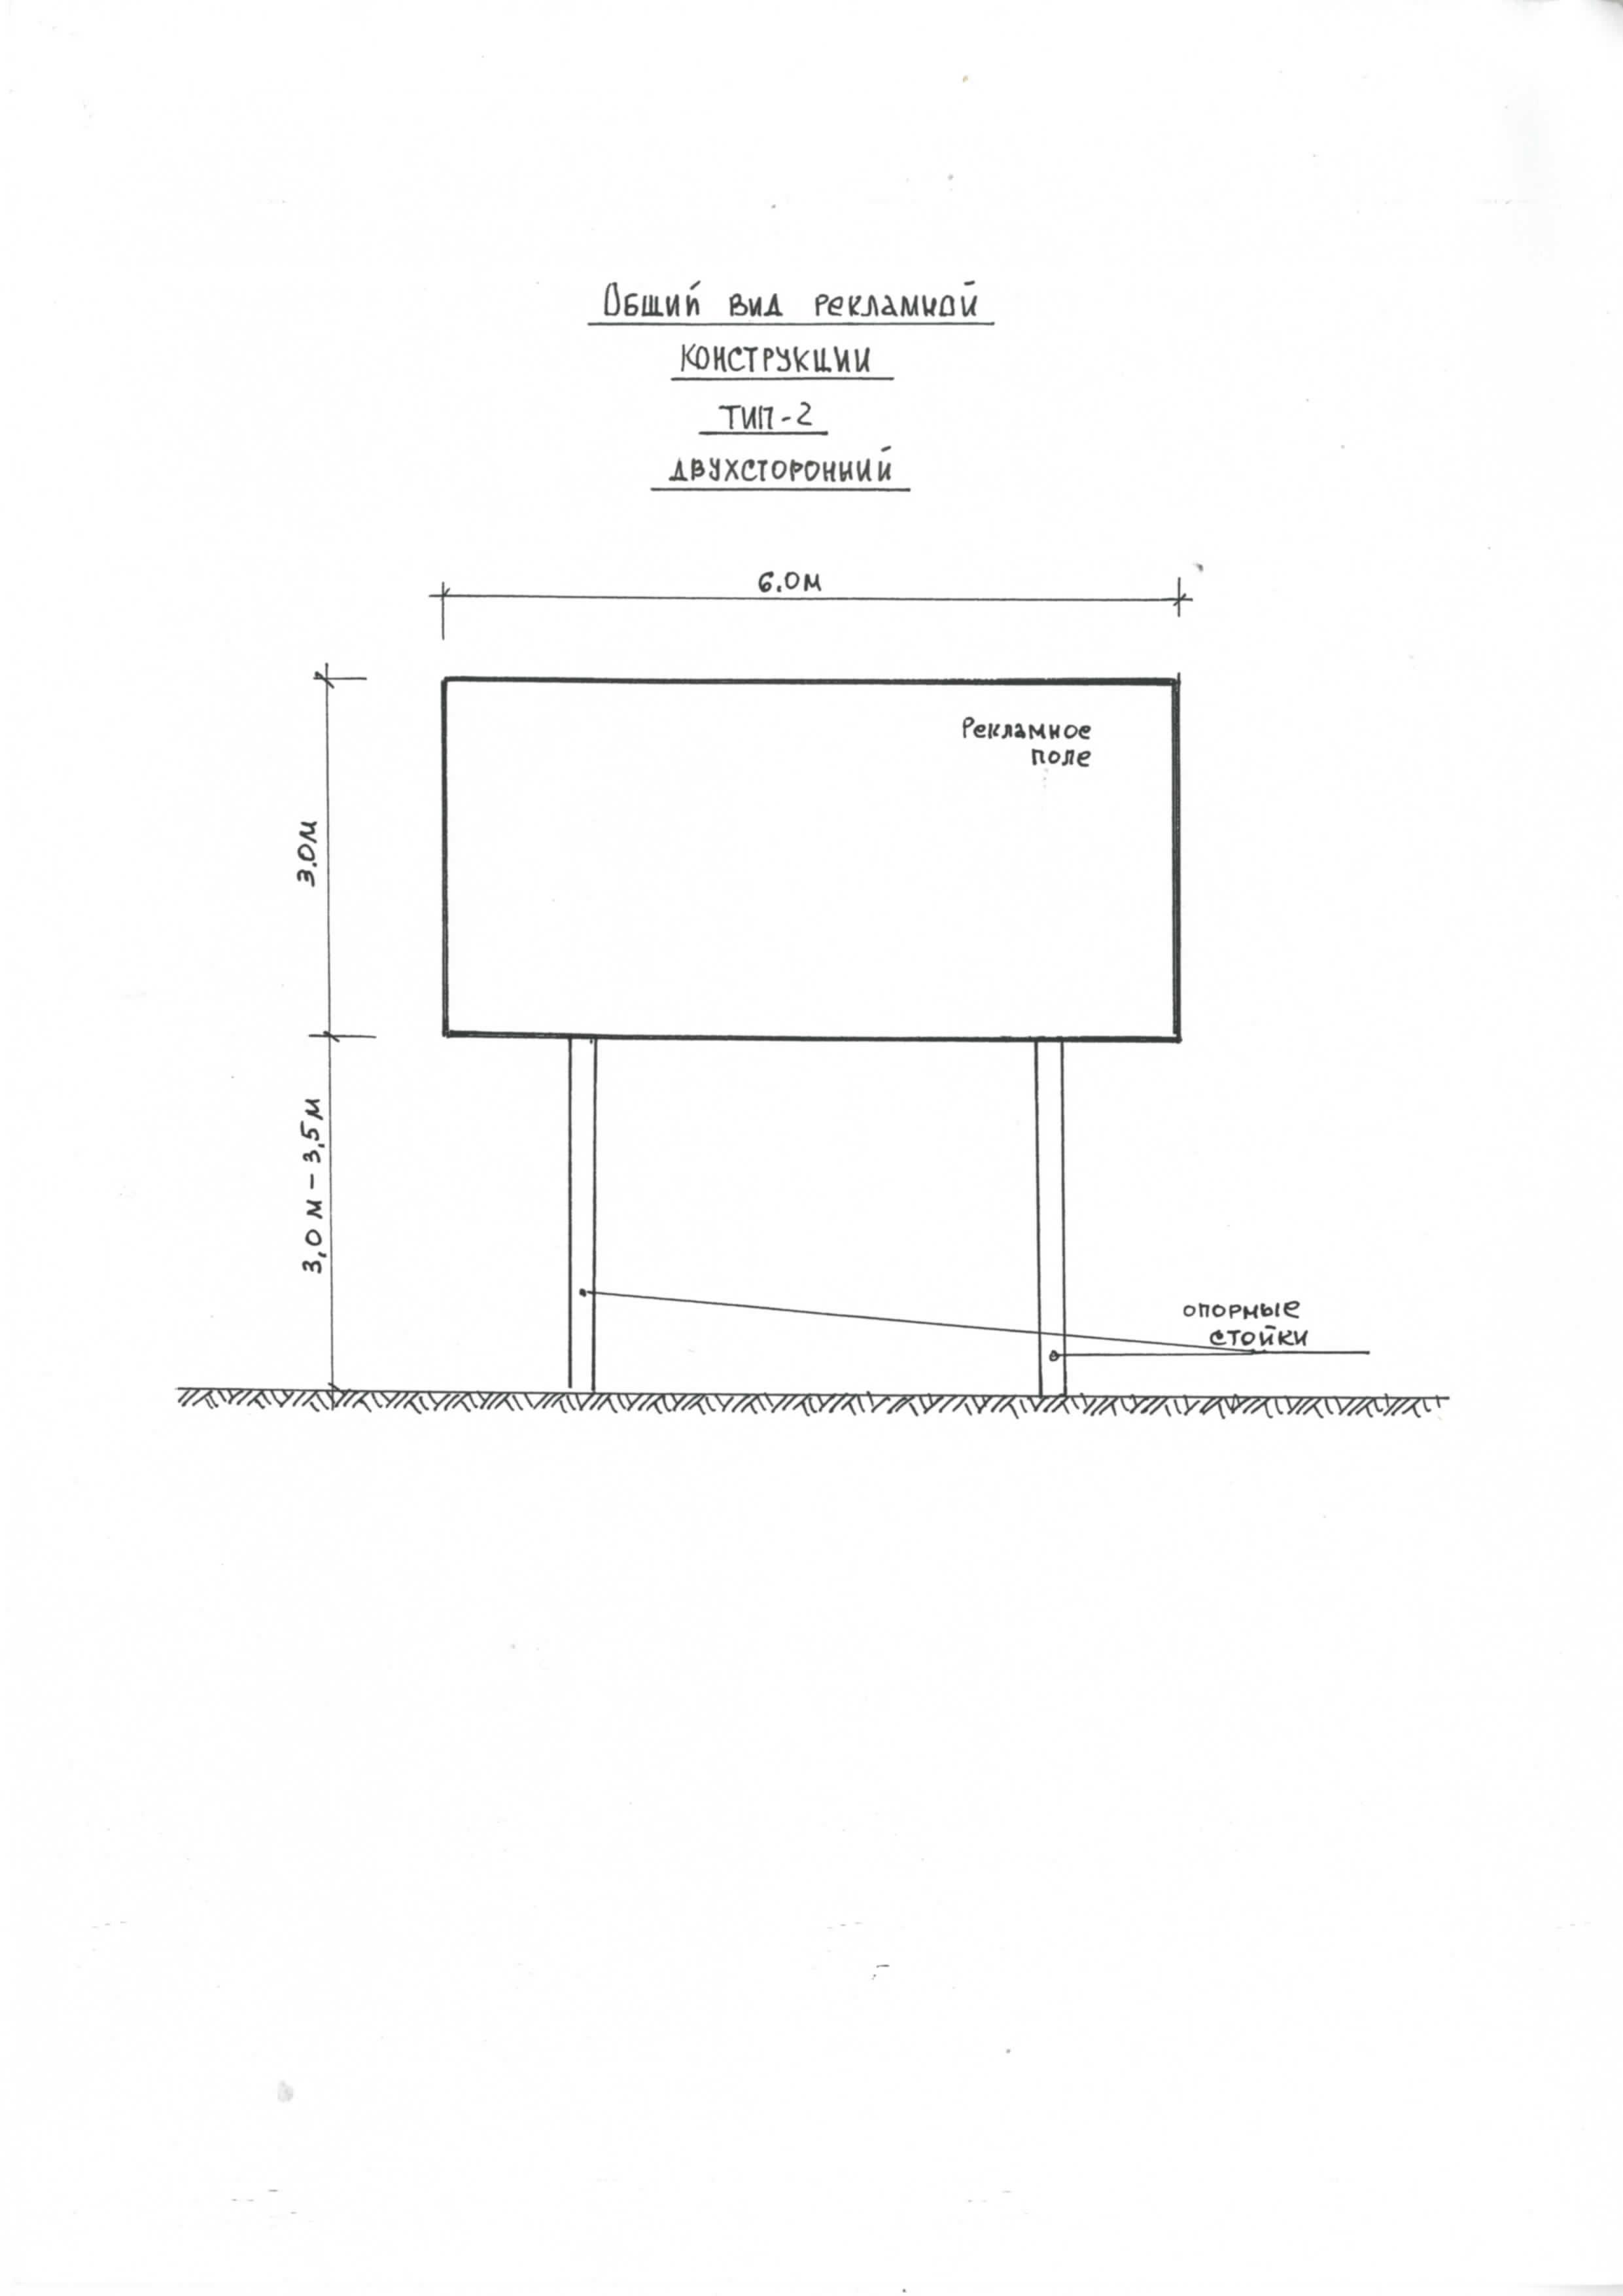 Общий вид рекламной
конструкции
тип-2
двухсторонний
6.0м
Рекламное
поле
3.0м
3,0м-3,5м
опорные
стойки